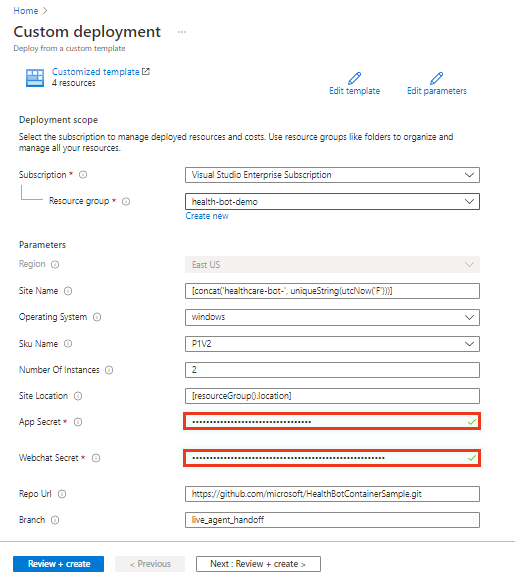 Home >
Custom deployment ...
Deploy from a custom template
Customized template
4 resources
Edit template
Edit parameters
Deployment scope
Select the subscription to manage deployed resources and costs. Use resource groups like folders to organize and
manage all your resources.
Subscription *
Visual Studio Enterprise Subscription
Resource group *
health-bot-demo
Create new
Parameters
Region
East US
Site Name
[concat('healthcare-bot-', uniqueString(utcNow('F')))]
Operating System
windows
Sku Name
P1V2
Number Of Instances
2
Site Location
[resourceGroup().location]
App Secret *
Webchat Secret *
Repo Url
https://github.com/microsoft/HealthBotContainerSample.git
Branch
live_agent_handoff
Review + create
< Previous
Next : Review + create >